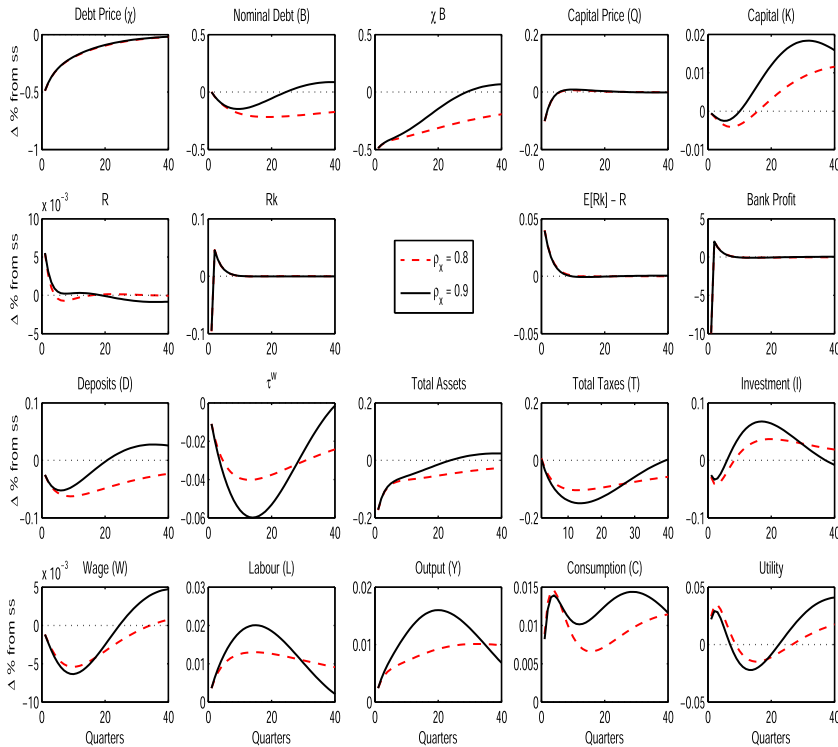 Debt Price (χ)
Nominal Debt (B)
χ B
Capital Price (Q)
Capital (K)
Δ % from ss
0
−0.5
−1
0 20 40
0.5
0
−0.5
0 20 40
0.5
0
−0.5
0 20 40
0.2
0
−0.2
0 20 40
0.02
0.01
0
−0.01
0 20 40
R
Rk
E[Rk] − R
Bank Profit
Δ % from ss
x 10⁻³
10
5
0
−5
0 20 40
0.1
0
−0.1
0 20 40
ρx = 0.8
ρx = 0.9
0.05
0
−0.05
0 20 40
5
0
−5
−10
0 20 40
Deposits (D)
τʷ
Total Assets
Total Taxes (T)
Investment (I)
Δ % from ss
0.1
0
−0.1
0 20 40
0
−0.02
−0.04
−0.06
0 20 40
0.2
0
−0.2
0 20 40
0.2
0
−0.2
10 20 30 40
0.1
0
−0.1
0 20 40
Wage (W)
Labour (L)
Output (Y)
Consumption (C)
Utility
Δ % from ss
x 10⁻³
5
0
−5
−10
0 20 40
Quarters
0.03
0.02
0.01
0
0 20 40
Quarters
0.02
0.01
0
0 20 40
Quarters
0.015
0.01
0.005
0
0 20 40
Quarters
0.05
0
−0.05
0 20 40
Quarters